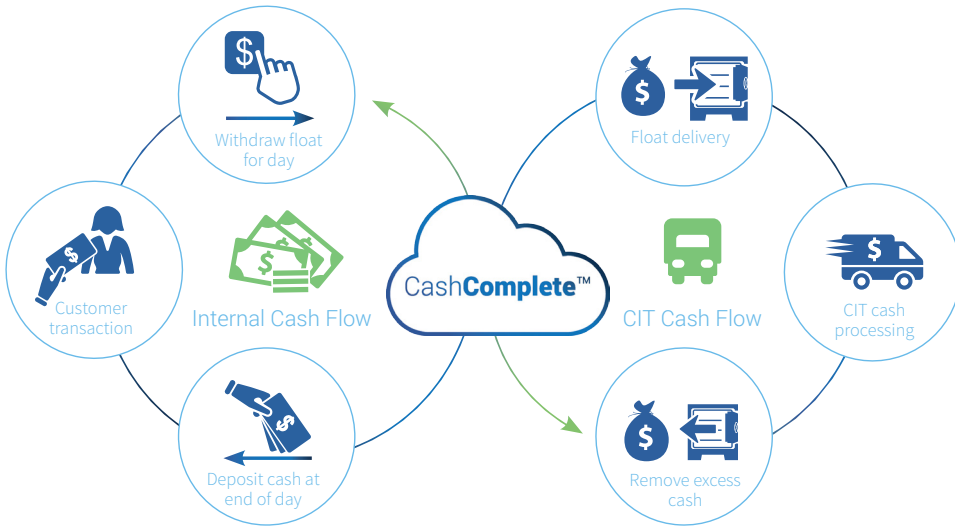 Withdraw float
for day
Customer
transaction
Internal Cash Flow
Deposit cash at
end of day
CashComplete™
Float delivery
CIT Cash Flow
CIT cash
processing
Remove excess
cash